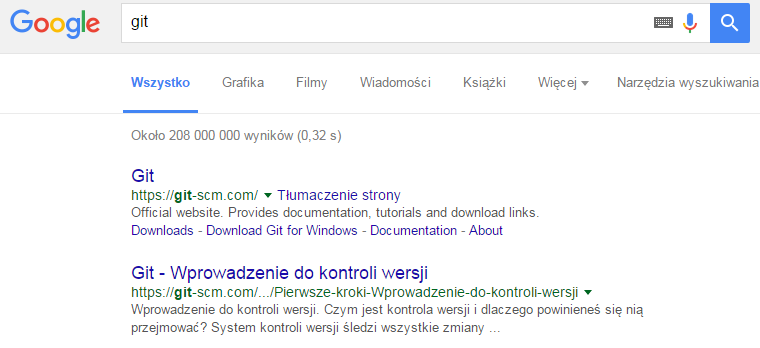 Google git
Wszystko Grafika Filmy Wiadomości Książki Więcej Narzędzia wyszukiwania
Około 208 000 000 wyników (0,32 s)
Git
https://git-scm.com/ Tłumaczenie strony
Official website. Provides documentation, tutorials and download links.
Downloads - Download Git for Windows - Documentation - About
Git - Wprowadzenie do kontroli wersji
https://git-scm.com/.../Pierwsze-kroki-Wprowadzenie-do-kontroli-wersji
Wprowadzenie do kontroli wersji. Czym jest kontrola wersji i dlaczego powinieneś się nią
przejmować? System kontroli wersji śledzi wszystkie zmiany ...